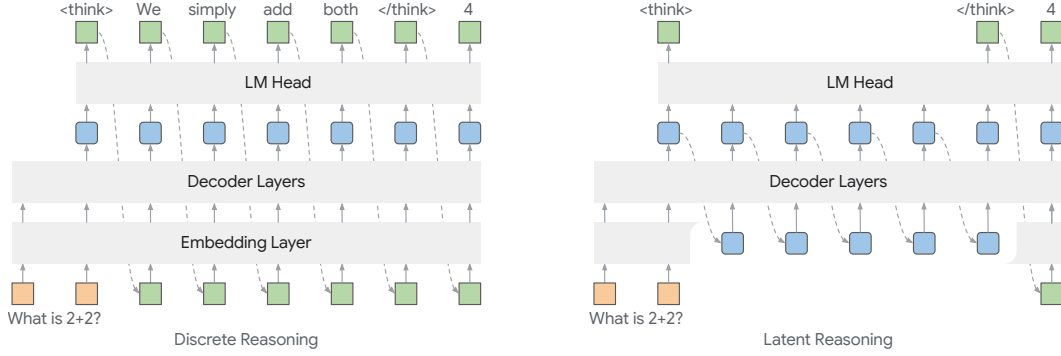 <think> We simply add both </think> 4
LM Head
Decoder Layers
Embedding Layer
What is 2+2?
Discrete Reasoning
<think> </think> 4
LM Head
Decoder Layers
What is 2+2?
Latent Reasoning